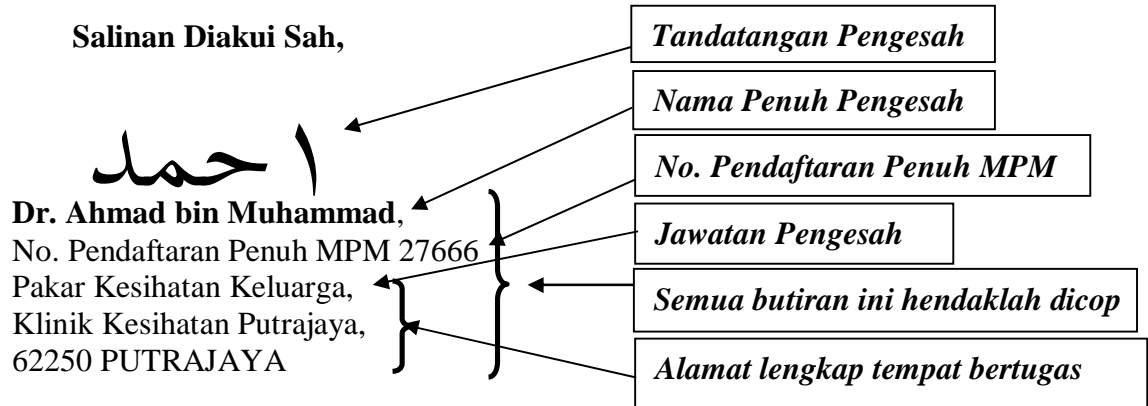 Salinan Diakui Sah,
ا حمد
Dr. Ahmad bin Muhammad,
No. Pendaftaran Penuh MPM 27666
Pakar Kesihatan Keluarga,
Klinik Kesihatan Putrajaya,
62250 PUTRAJAYA
Tandatangan Pengesah
Nama Penuh Pengesah
No. Pendaftaran Penuh MPM
Jawatan Pengesah
Semua butiran ini hendaklah dicop
Alamat lengkap tempat bertugas